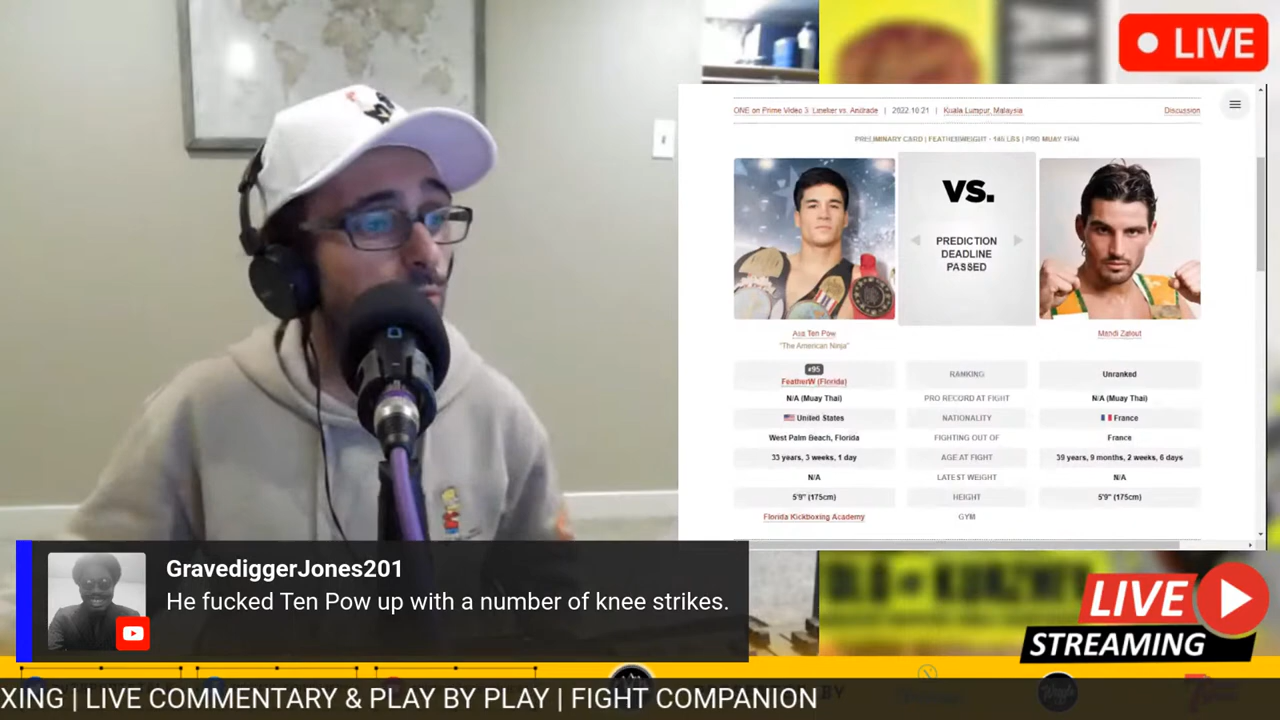 LIVE
ONE on Prime Video 3: Lineker vs. Andrade | 2022.10.21 | Kuala Lumpur, Malaysia
Discussion
PRELIMINARY CARD | FEATHERWEIGHT · 145 LBS | PRO MUAY THAI
VS.
PREDICTION
DEADLINE
PASSED
Asa Ten Pow
Mehdi Zatout
"The American Ninja"
#95
FeatherW (Florida)
RANKING
Unranked
N/A (Muay Thai)
PRO RECORD AT FIGHT
N/A (Muay Thai)
United States
NATIONALITY
France
West Palm Beach, Florida
FIGHTING OUT OF
France
33 years, 3 weeks, 1 day
AGE AT FIGHT
39 years, 9 months, 2 weeks, 6 days
N/A
LATEST WEIGHT
N/A
5'9" (175cm)
HEIGHT
5'9" (175cm)
Florida Kickboxing Academy
GYM
GravediggerJones201
He fucked Ten Pow up with a number of knee strikes.
LIVE
STREAMING
XING | LIVE COMMENTARY & PLAY BY PLAY | FIGHT COMPANION
BY